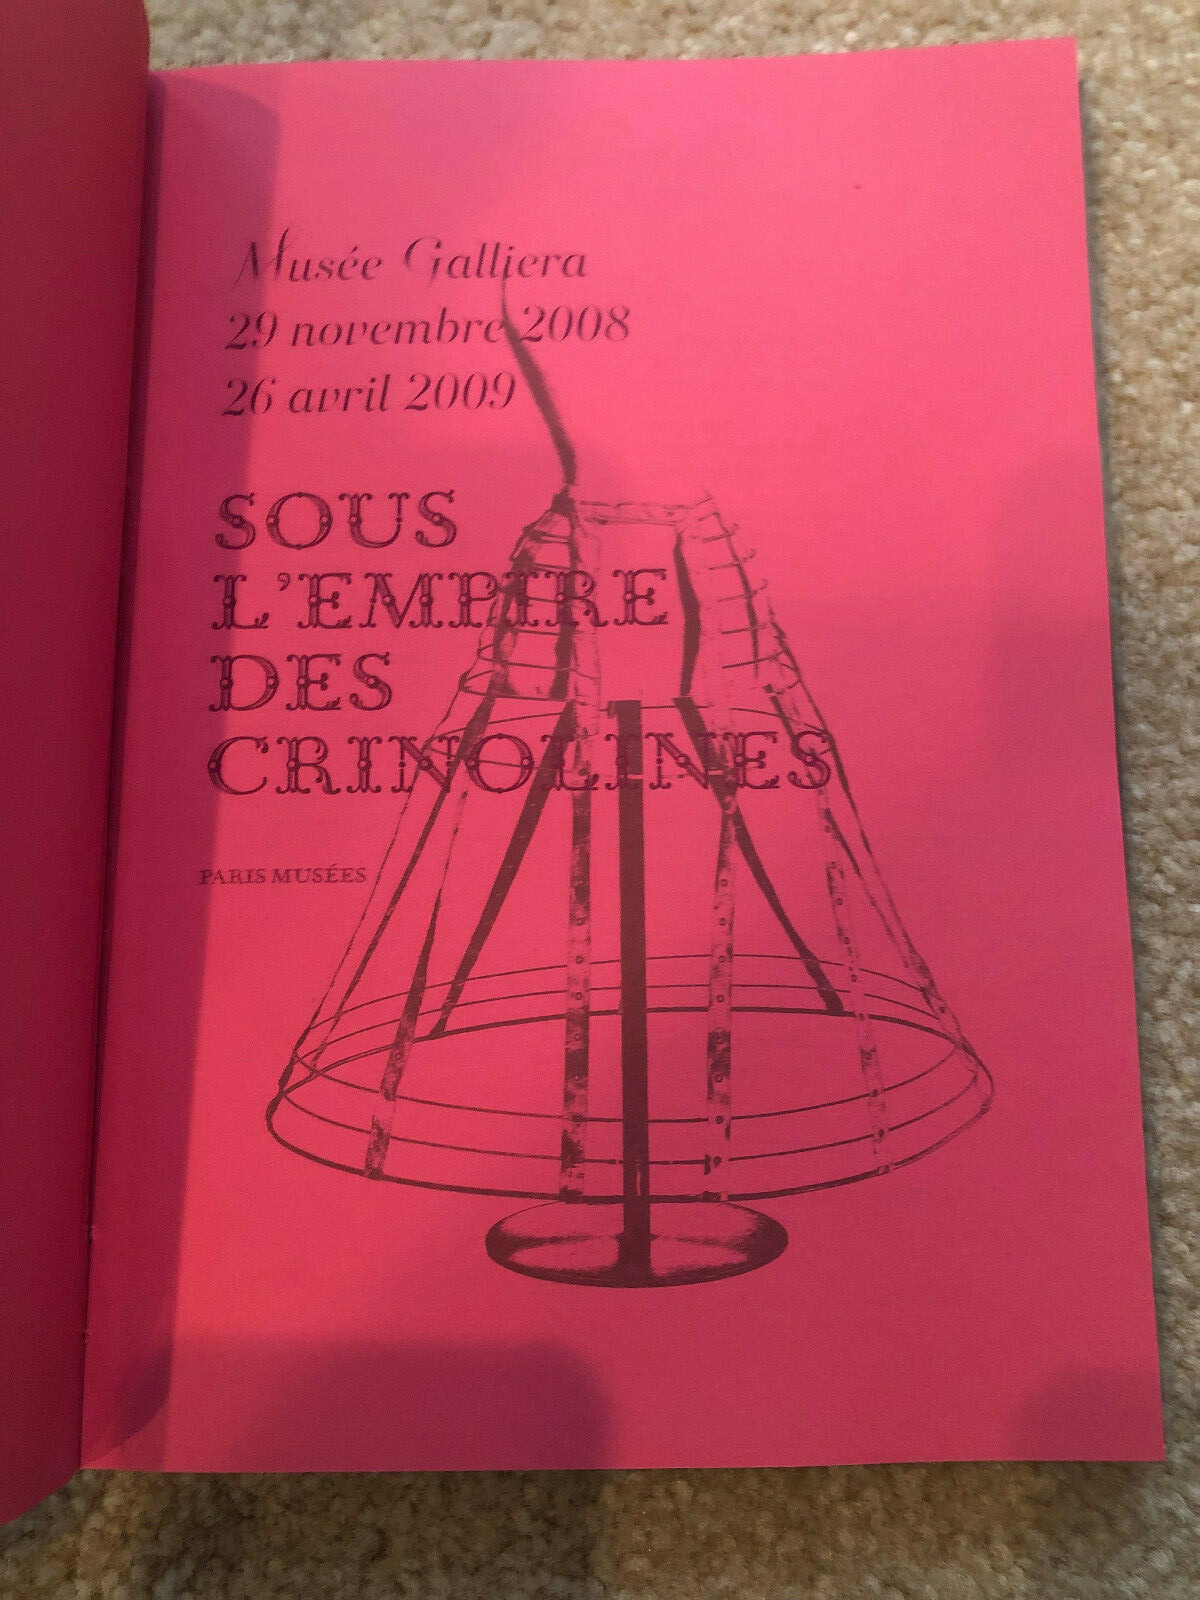 Musée Galliera
29 novembre 2008
26 avril 2009
SOUS
L'EMPIRE
DES
CRINOLINES
PARIS MUSÉES